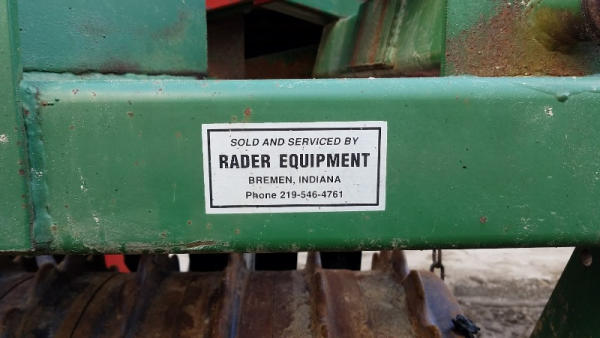 SOLD AND SERVICED BY
RADER EQUIPMENT
BREMEN, INDIANA
Phone 219-546-4761